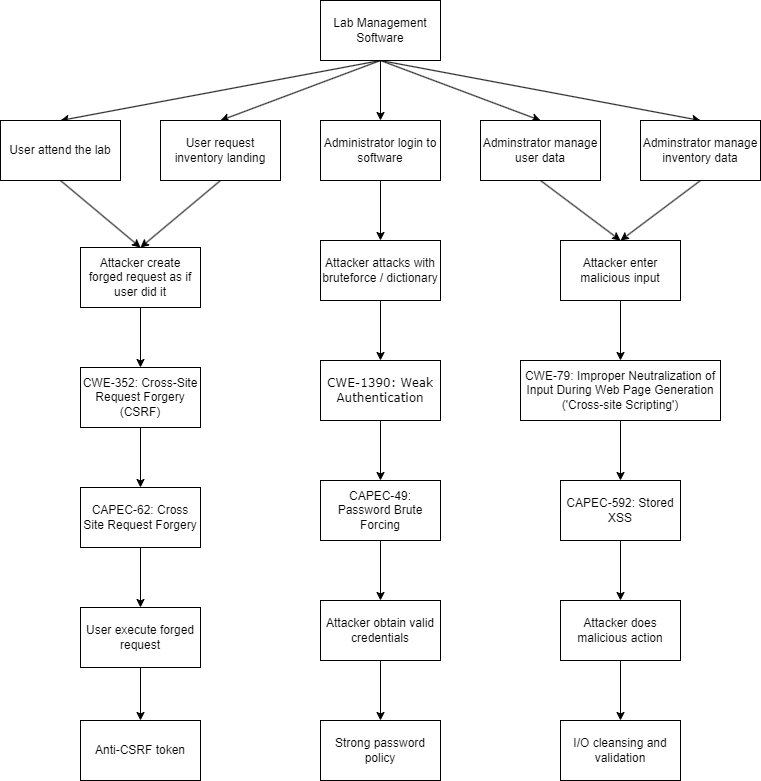 Lab Management
Software
User attend the lab
User request
inventory landing
Administrator login to
software
Adminstrator manage
user data
Adminstrator manage
inventory data
Attacker create
forged request as if
user did it
Attacker attacks with
bruteforce / dictionary
Attacker enter
malicious input
CWE-352: Cross-Site
Request Forgery
(CSRF)
CWE-1390: Weak
Authentication
CWE-79: Improper Neutralization of
Input During Web Page Generation
('Cross-site Scripting')
CAPEC-62: Cross
Site Request Forgery
CAPEC-49:
Password Brute
Forcing
CAPEC-592: Stored
XSS
User execute forged
request
Attacker obtain valid
credentials
Attacker does
malicious action
Anti-CSRF token
Strong password
policy
I/O cleansing and
validation